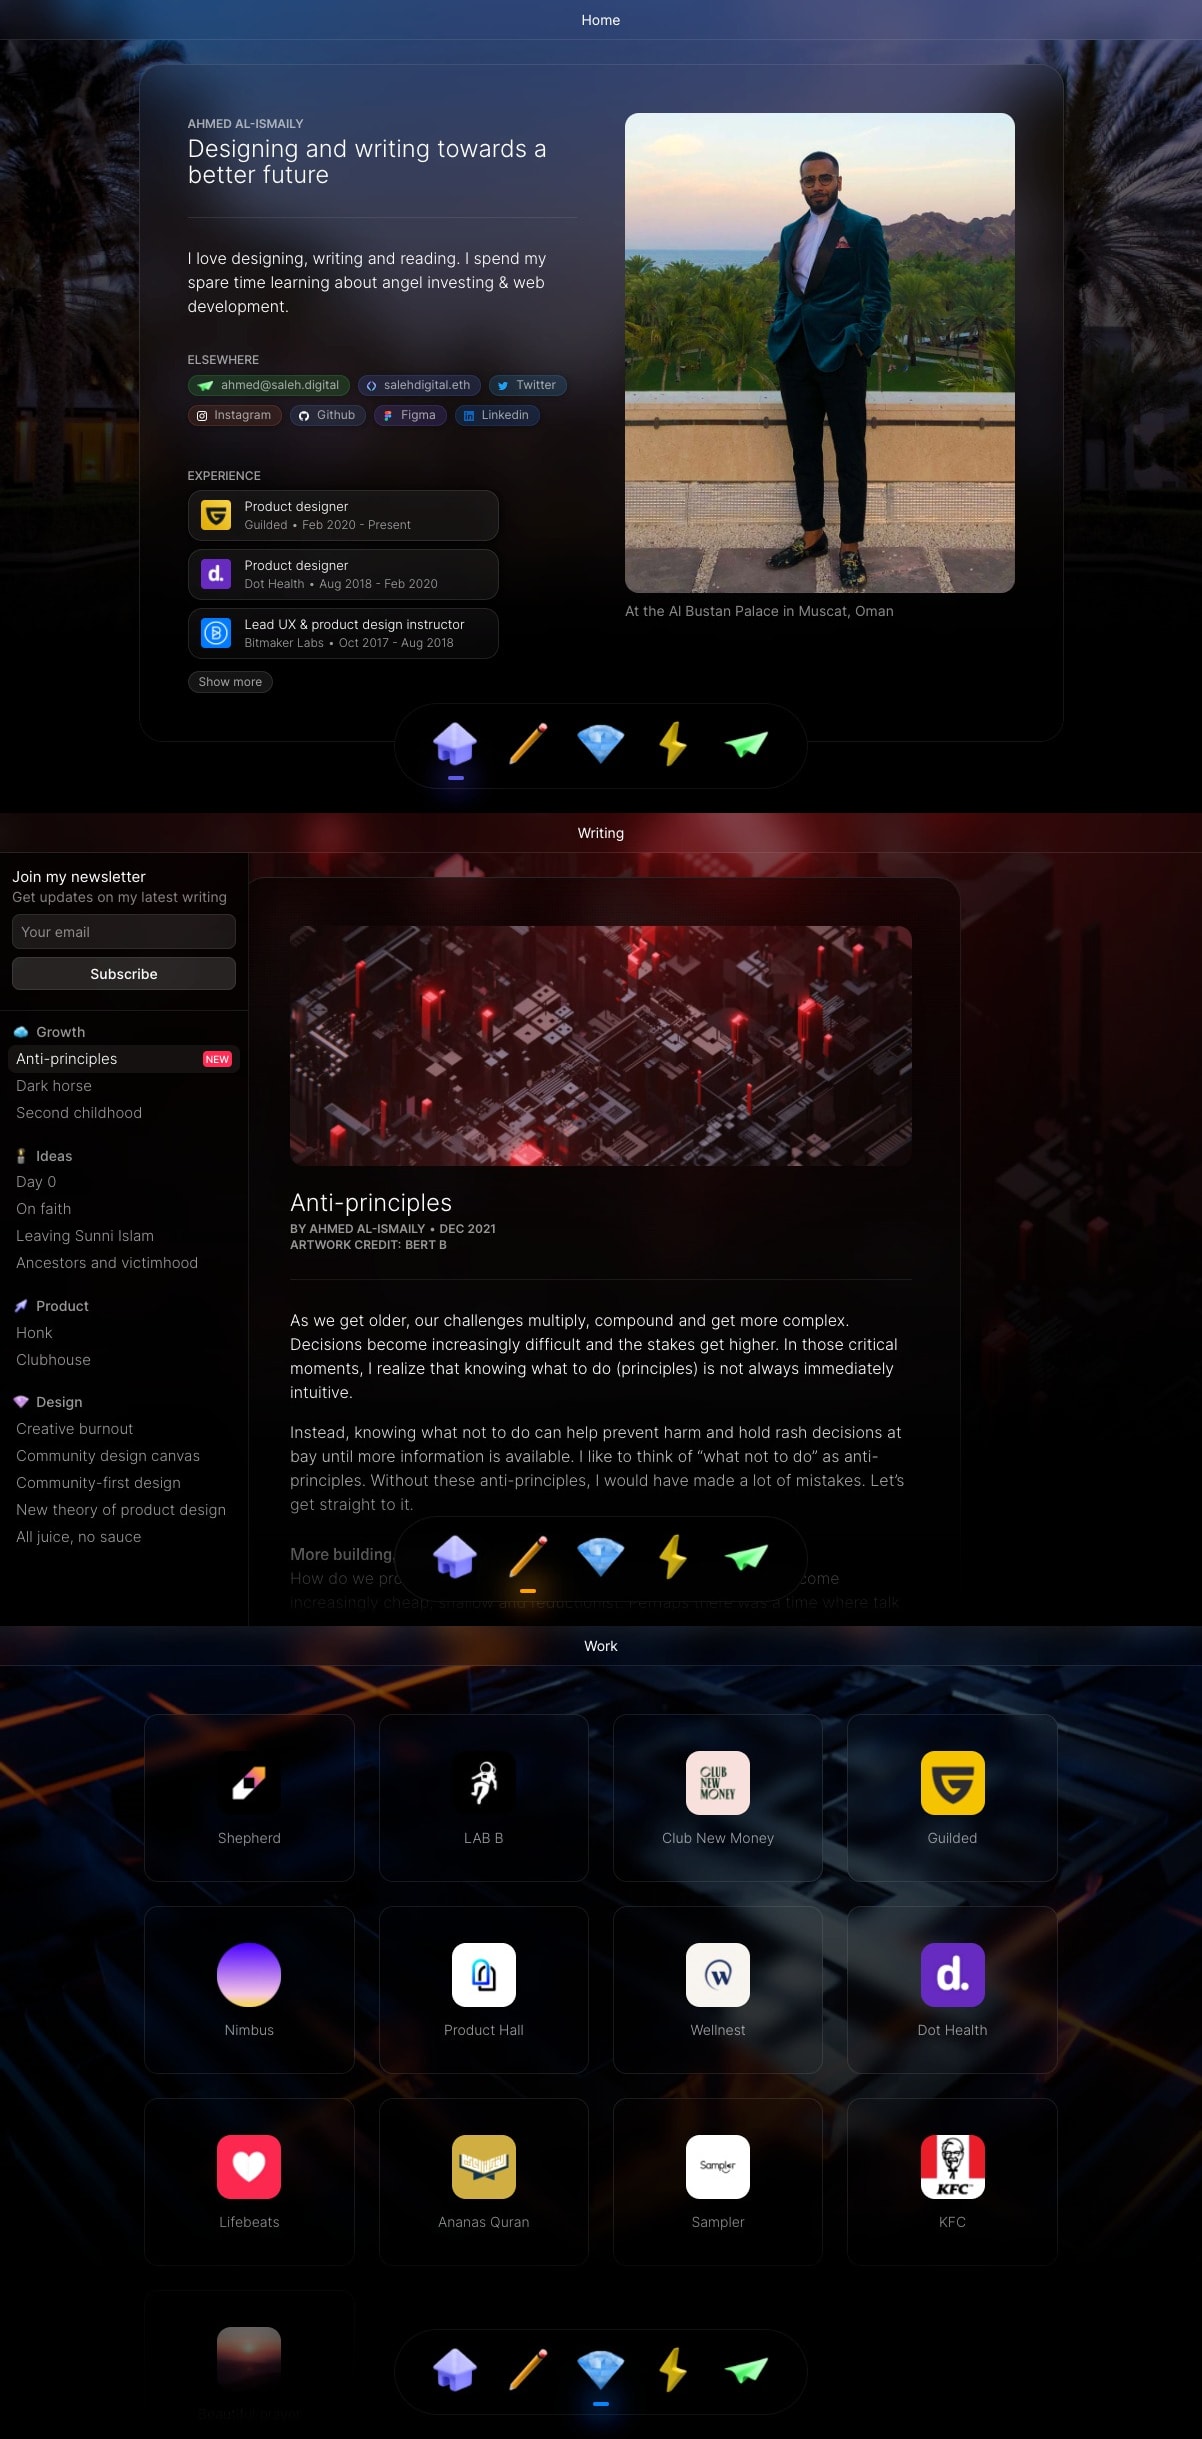 Home
AHMED AL-ISMAILY
Designing and writing towards a
better future
I love designing, writing and reading. I spend my
spare time learning about angel investing & web
development.
ELSEWHERE
ahmed@saleh.digital
salehdigital.eth
Twitter
Instagram
Github
Figma
Linkedin
EXPERIENCE
Product designer
Guilded • Feb 2020 - Present
d.
Product designer
Dot Health • Aug 2018 - Feb 2020
Lead UX & product design instructor
Bitmaker Labs • Oct 2017 - Aug 2018
Show more
At the Al Bustan Palace in Muscat, Oman
Writing
Join my newsletter
Get updates on my latest writing
Your email
Subscribe
Growth
Anti-principles
NEW
Dark horse
Second childhood
Ideas
Day 0
On faith
Leaving Sunni Islam
Ancestors and victimhood
Product
Honk
Clubhouse
Design
Creative burnout
Community design canvas
Community-first design
New theory of product design
All juice, no sauce
Anti-principles
BY AHMED AL-ISMAILY • DEC 2021
ARTWORK CREDIT: BERT B
As we get older, our challenges multiply, compound and get more complex.
Decisions become increasingly difficult and the stakes get higher. In those critical
moments, I realize that knowing what to do (principles) is not always immediately
intuitive.
Instead, knowing what not to do can help prevent harm and hold rash decisions at
bay until more information is available. I like to think of “what not to do” as anti-
principles. Without these anti-principles, I would have made a lot of mistakes. Let’s
get straight to it.
More building,
How do we pro
come
increasingly cheap, shallow and reductionist. Perhaps there was a time where talk
Work
Shepherd
LAB B
CLUB
NEW
MONEY
Club New Money
G
Guilded
Nimbus
Product Hall
W
Wellnest
d.
Dot Health
Lifebeats
Ananas Quran
Sampler
Sampler
KFC
KFC